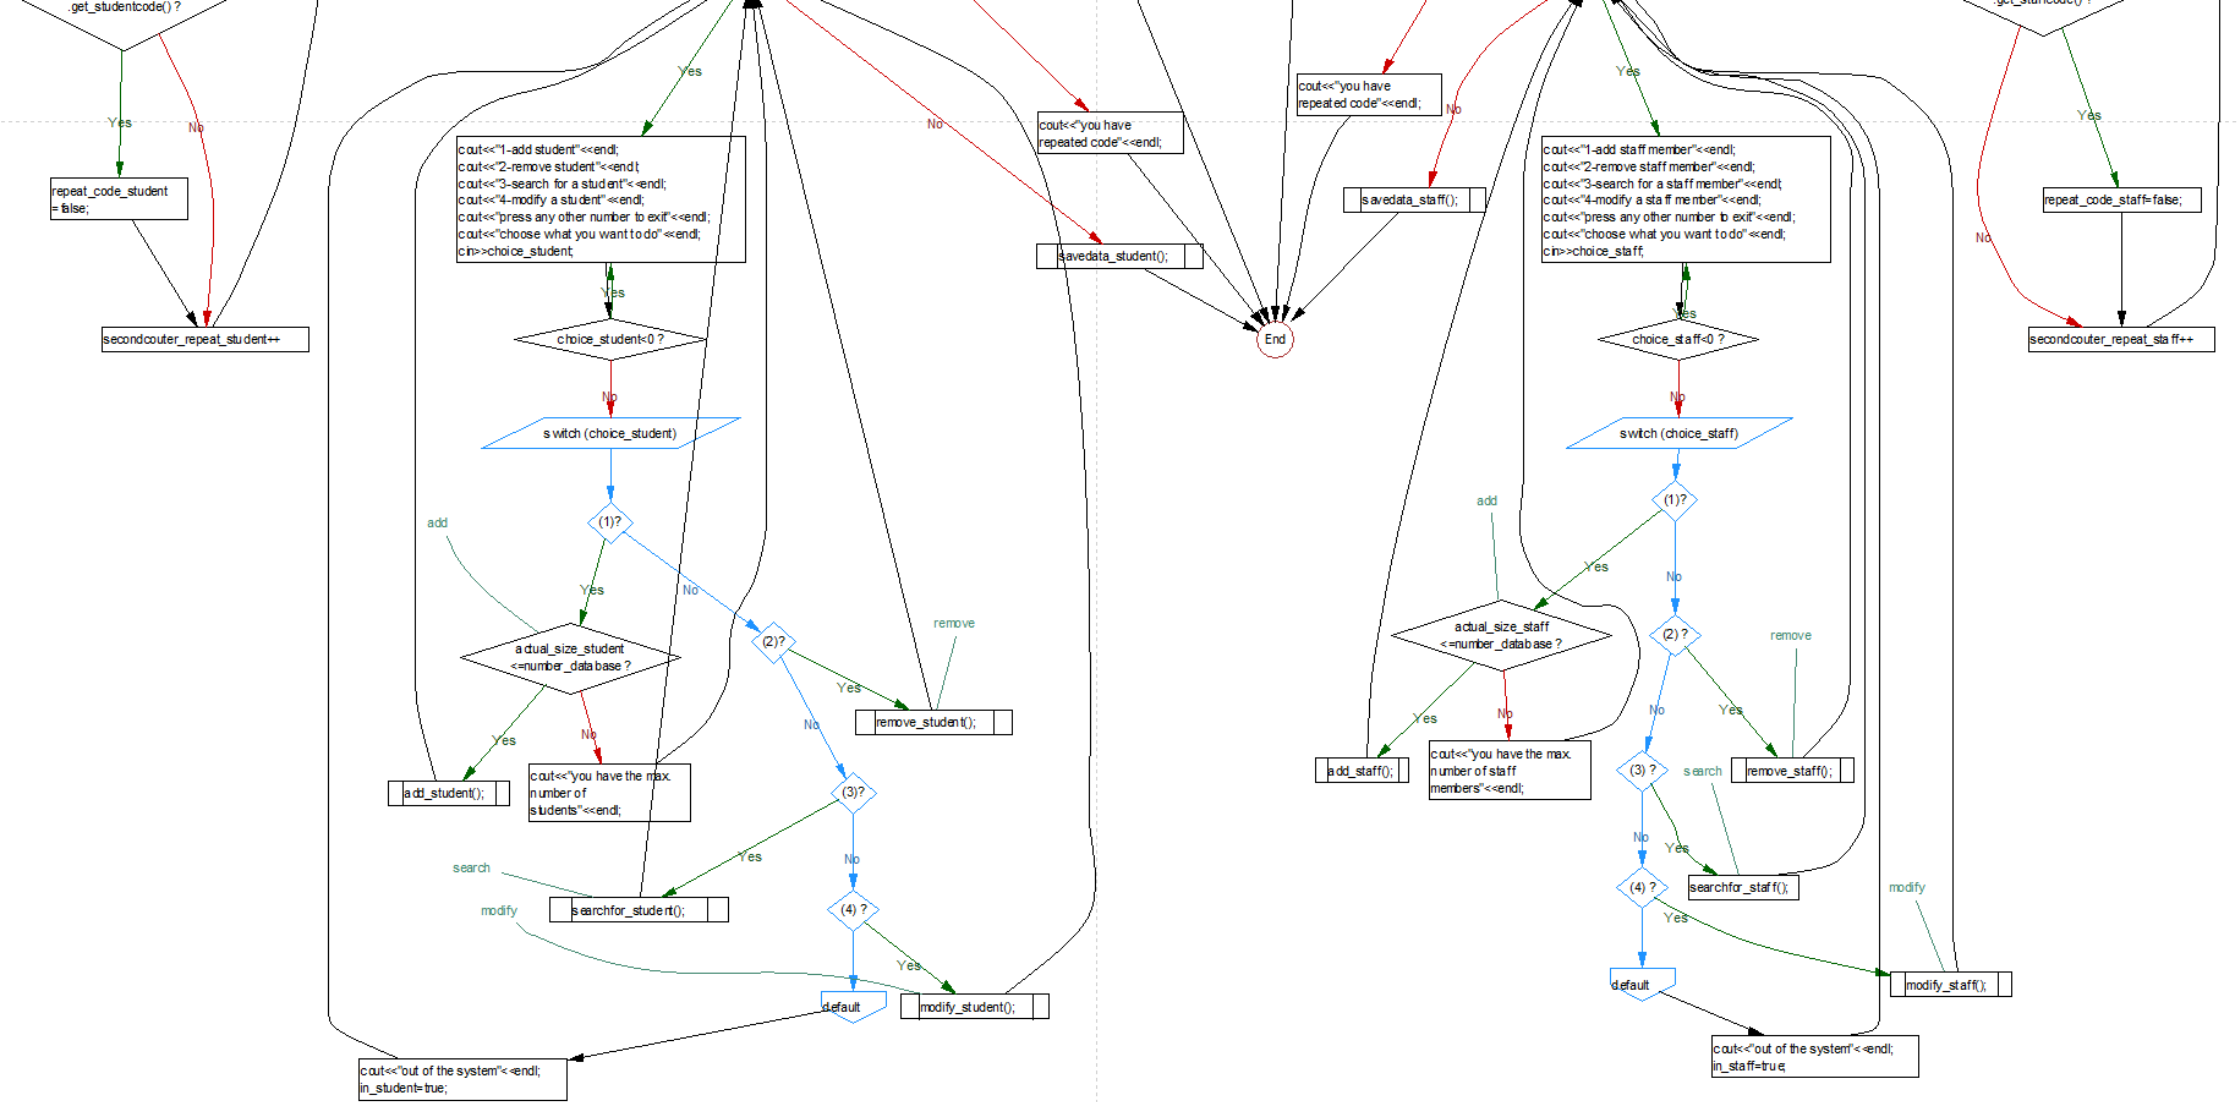 .get_studentcode() ?
Yes
No
repeat_code_student
= false;
secondcouter_repeat_student++
Yes
cout<<"1-add student"<<endl;
cout<<"2-remove student"<<endl;
cout<<"3-search for a student"<<endl;
cout<<"4-modify a student"<<endl;
cout<<"press any other number to exit"<<endl;
cout<<"choose what you want to do"<<endl;
cin>>choice_student;
Yes
choice_student<0 ?
No
switch (choice_student)
(1)?
add
Yes
No
actual_size_student
<=number_database ?
(2)?
remove
Yes
No
remove_student();
Yes
No
add_student();
cout<<"you have the max.
number of
students"<<endl;
(3)?
Yes
No
search
searchfor_student();
modify
(4) ?
Yes
default
modify_student();
cout<<"out of the system"<<endl;
in_student=true;
No
cout<<"you have
repeated code"<<endl;
savedata_student();
cout<<"you have
repeated code"<<endl;
No
savedata_staff();
End
Yes
cout<<"1-add staff member"<<endl;
cout<<"2-remove staff member"<<endl;
cout<<"3-search for a staff member"<<endl;
cout<<"4-modify a staff member"<<endl;
cout<<"press any other number to exit"<<endl;
cout<<"choose what you want to do"<<endl;
cin>>choice_staff;
Yes
choice_staff<0 ?
No
switch (choice_staff)
(1)?
add
Yes
No
actual_size_staff
<=number_database ?
(2) ?
remove
Yes
No
add_staff();
cout<<"you have the max.
number of staff
members"<<endl;
No
Yes
(3) ?
search
remove_staff();
No
Yes
searchfor_staff();
(4) ?
modify
Yes
default
modify_staff();
cout<<"out of the system"<<endl;
in_staff=true;
.get_staffcode() ?
Yes
No
repeat_code_staff=false;
secondcouter_repeat_staff++